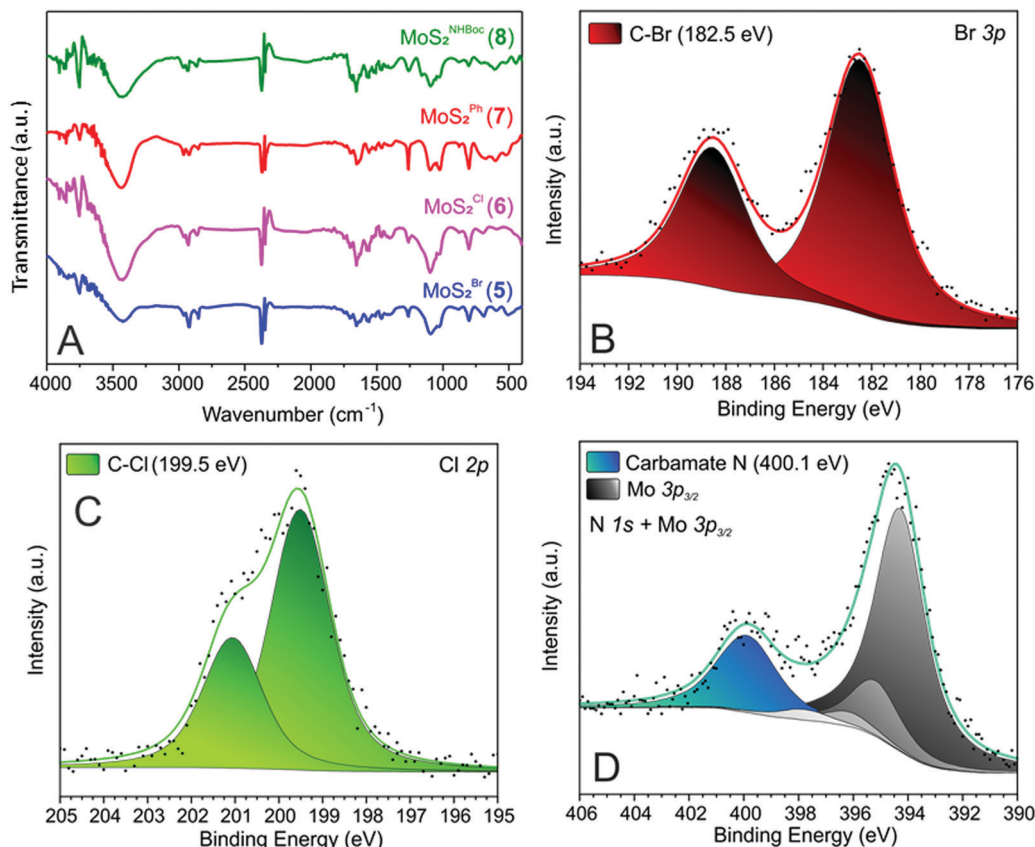 MoS₂ᴺᴴᴮᵒᶜ (8)
MoS₂ᴾʰ (7)
MoS₂ᶜˡ (6)
MoS₂ᴮʳ (5)
A
Transmittance (a.u.)
4000 3500 3000 2500 2000 1500 1000 500
Wavenumber (cm⁻¹)
C-Br (182.5 eV)
Br 3p
B
Intensity (a.u.)
194 192 190 188 186 184 182 180 178 176
Binding Energy (eV)
C-Cl (199.5 eV)
Cl 2p
C
Intensity (a.u.)
205 204 203 202 201 200 199 198 197 196 195
Binding Energy (eV)
Carbamate N (400.1 eV)
Mo 3p₃/₂
N 1s + Mo 3p₃/₂
D
Intensity (a.u.)
406 404 402 400 398 396 394 392 390
Binding Energy (eV)